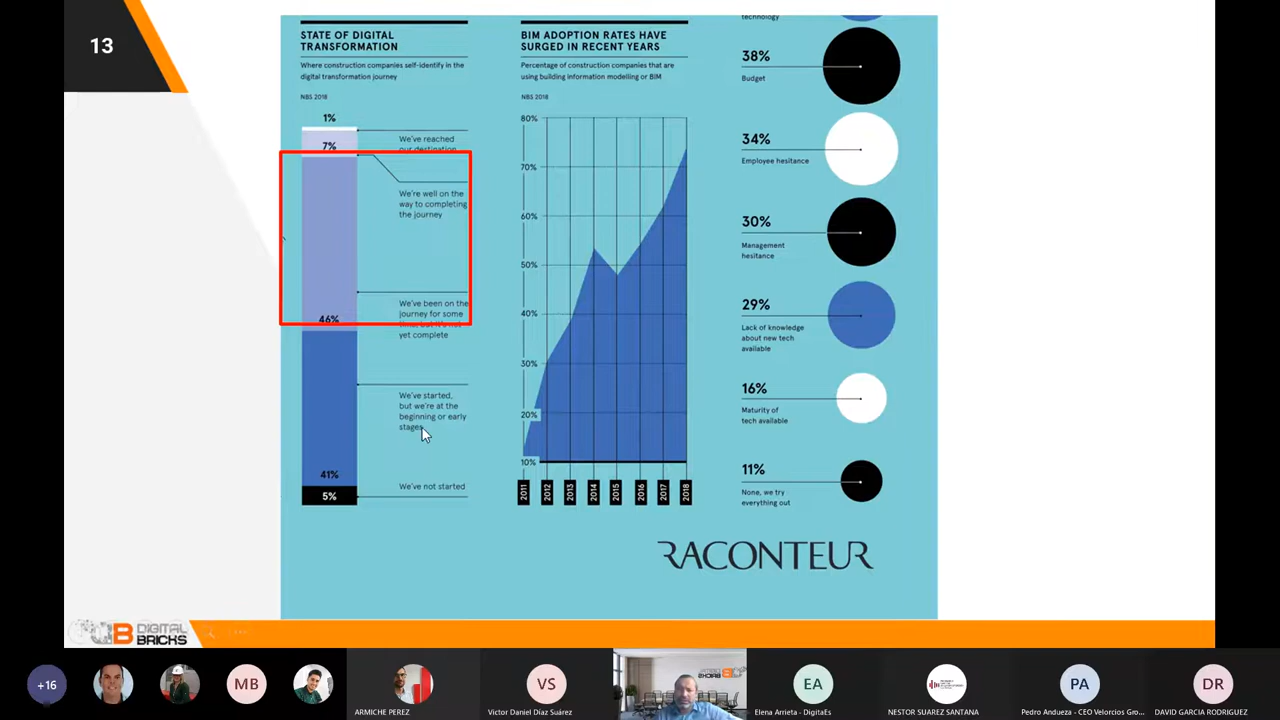 13
STATE OF DIGITAL
TRANSFORMATION
Where construction companies self-identify in the
digital transformation journey
NBS 2018
1%
7%
46%
41%
5%
We've reached
our destination
We're well on the
way to completing
the journey
We've been on the
journey for some
time, but it's not
yet complete
We've started,
but we're at the
beginning or early
stages
We've not started
BIM ADOPTION RATES HAVE
SURGED IN RECENT YEARS
Percentage of construction companies that are
using building information modelling or BIM
NBS 2018
80%
70%
60%
50%
40%
30%
20%
10%
2011
2012
2013
2014
2015
2016
2017
2018
technology
38%
Budget
34%
Employee hesitance
30%
Management
hesitance
29%
Lack of knowledge
about new tech
available
16%
Maturity of
tech available
11%
None, we try
everything out
RACONTEUR
DIGITAL
BRICKS
+16
MB
ARMICHE PEREZ
VS
Victor Daniel Díaz Suárez
EA
Elena Arrieta - DigitalEs
NESTOR SUAREZ SANTANA
PA
Pedro Andueza - CEO Velorcios Gro...
DR
DAVID GARCIA RODRIGUEZ